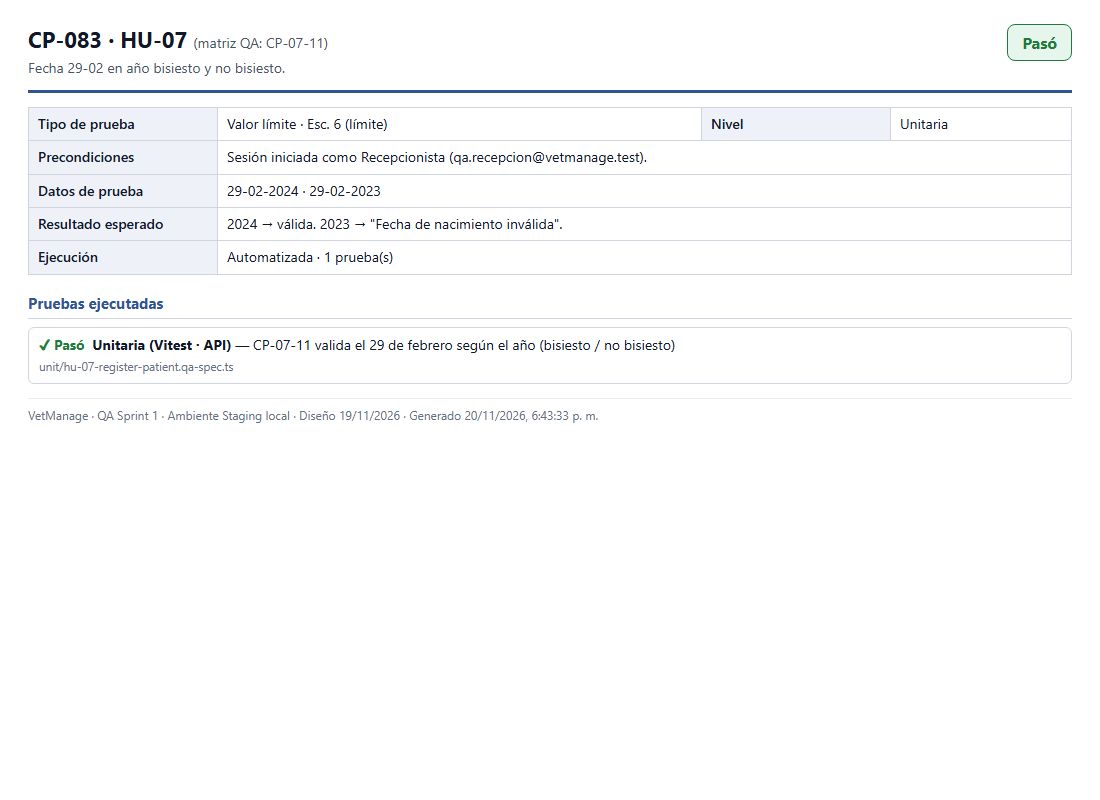 CP-083 · HU-07 (matriz QA: CP-07-11)
Pasó
Fecha 29-02 en año bisiesto y no bisiesto.
Tipo de prueba Valor límite · Esc. 6 (límite) Nivel Unitaria
Precondiciones Sesión iniciada como Recepcionista (qa.recepcion@vetmanage.test).
Datos de prueba 29-02-2024 · 29-02-2023
Resultado esperado 2024 → válida. 2023 → "Fecha de nacimiento inválida".
Ejecución Automatizada · 1 prueba(s)
Pruebas ejecutadas
✓ Pasó Unitaria (Vitest · API) — CP-07-11 valida el 29 de febrero según el año (bisiesto / no bisiesto)
unit/hu-07-register-patient.qa-spec.ts
VetManage · QA Sprint 1 · Ambiente Staging local · Diseño 19/11/2026 · Generado 20/11/2026, 6:43:33 p. m.